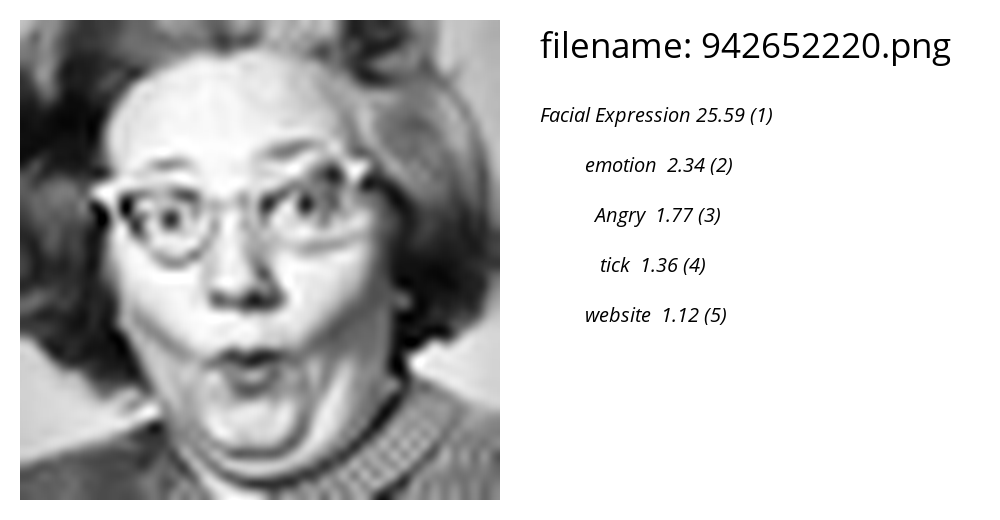 filename: 942652220.png
Facial Expression 25.59 (1)
emotion 2.34 (2)
Angry 1.77 (3)
tick 1.36 (4)
website 1.12 (5)